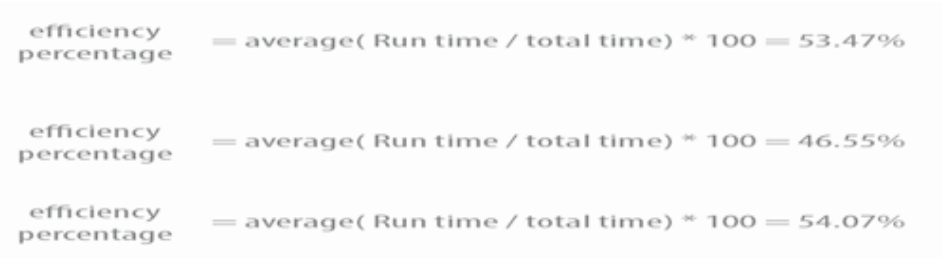 efficiency
percentage = average( Run time / total time) * 100 = 53.47%
efficiency
percentage = average( Run time / total time) * 100 = 46.55%
efficiency
percentage = average( Run time / total time) * 100 = 54.07%